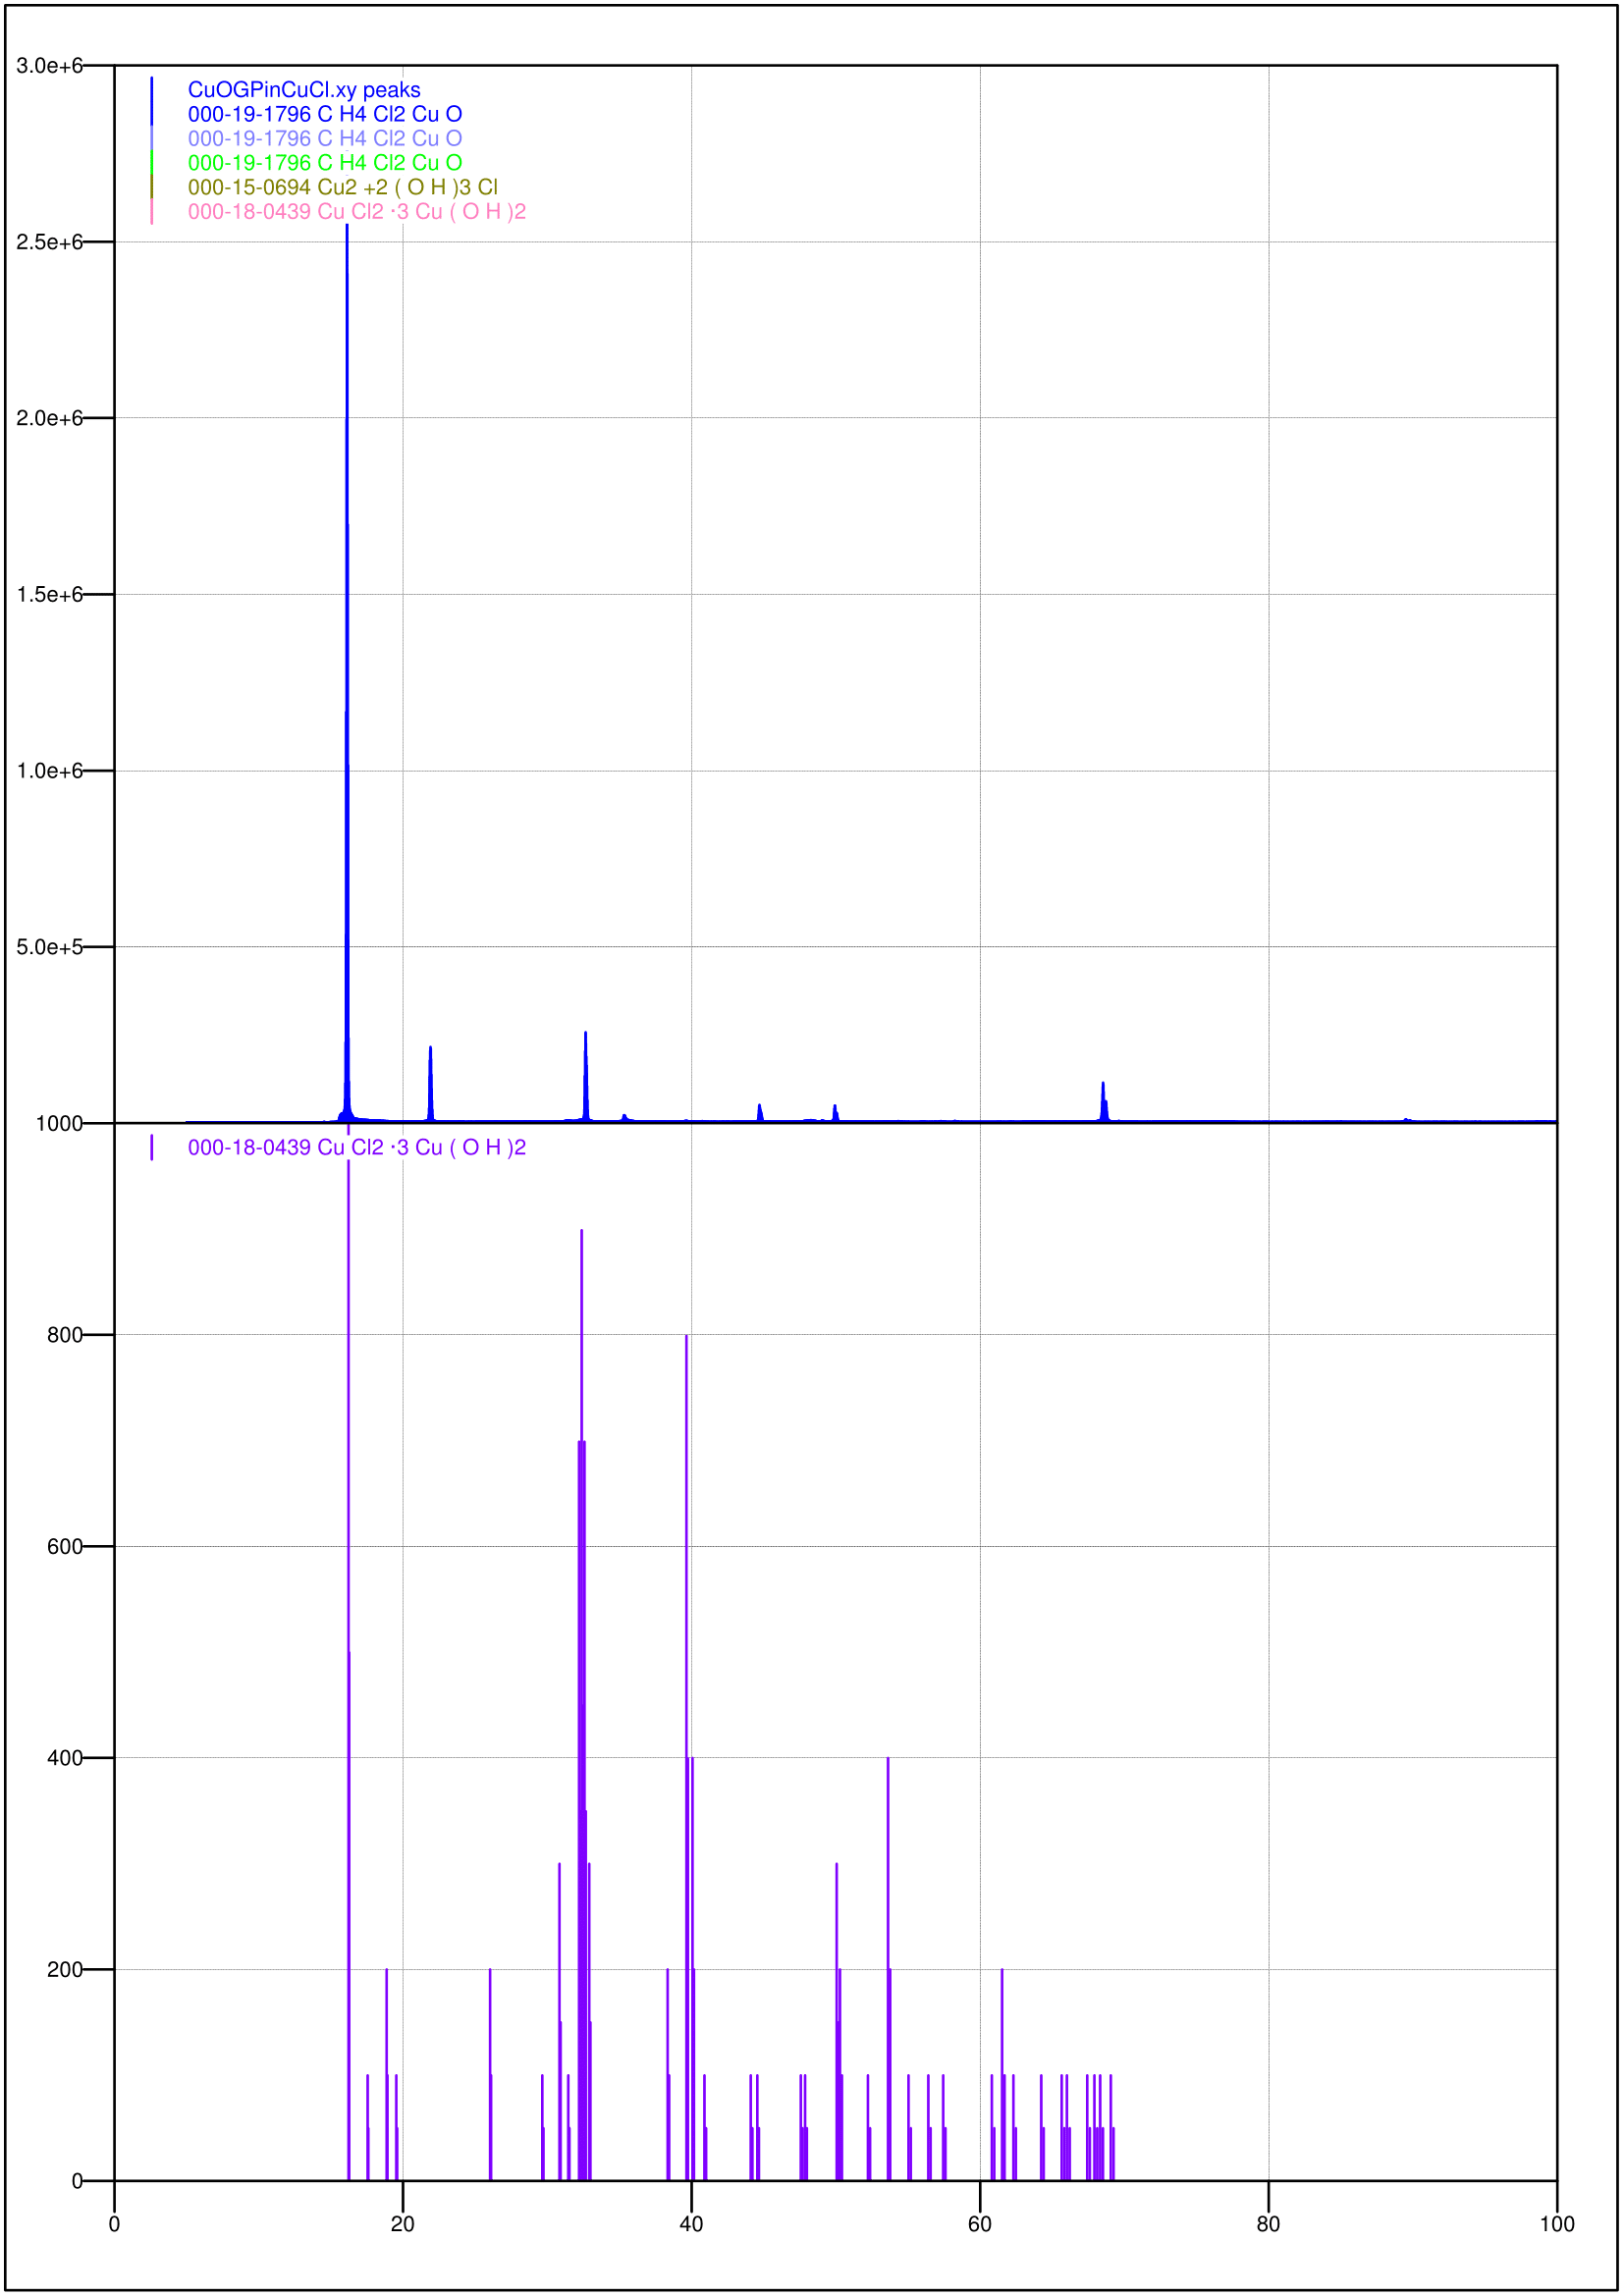 3.0e+6
CuOGPinCuCl.xy peaks
000-19-1796 C H4 Cl2 Cu O
000-19-1796 C H4 Cl2 Cu O
000-19-1796 C H4 Cl2 Cu O
000-15-0694 Cu2 +2 ( O H )3 Cl
000-18-0439 Cu Cl2 ·3 Cu ( O H )2
2.5e+6
2.0e+6
1.5e+6
1.0e+6
5.0e+5
1000
000-18-0439 Cu Cl2 ·3 Cu ( O H )2
800
600
400
200
0
0 20 40 60 80 100